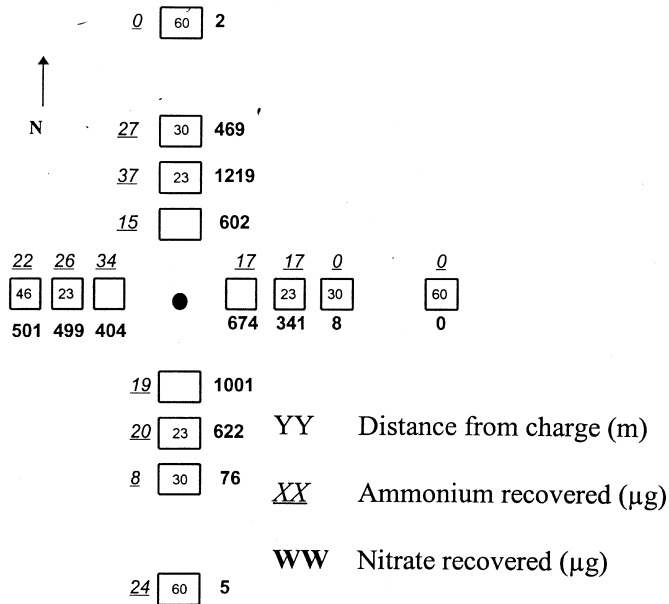 0 60 2
N
27 30 469
37 23 1219
15 602
22 26 34 17 17 0 0
46 23 23 30 60
501 499 404 674 341 8 0
19 1001
20 23 622 YY Distance from charge (m)
8 30 76
XX Ammonium recovered (µg)
WW Nitrate recovered (µg)
24 60 5